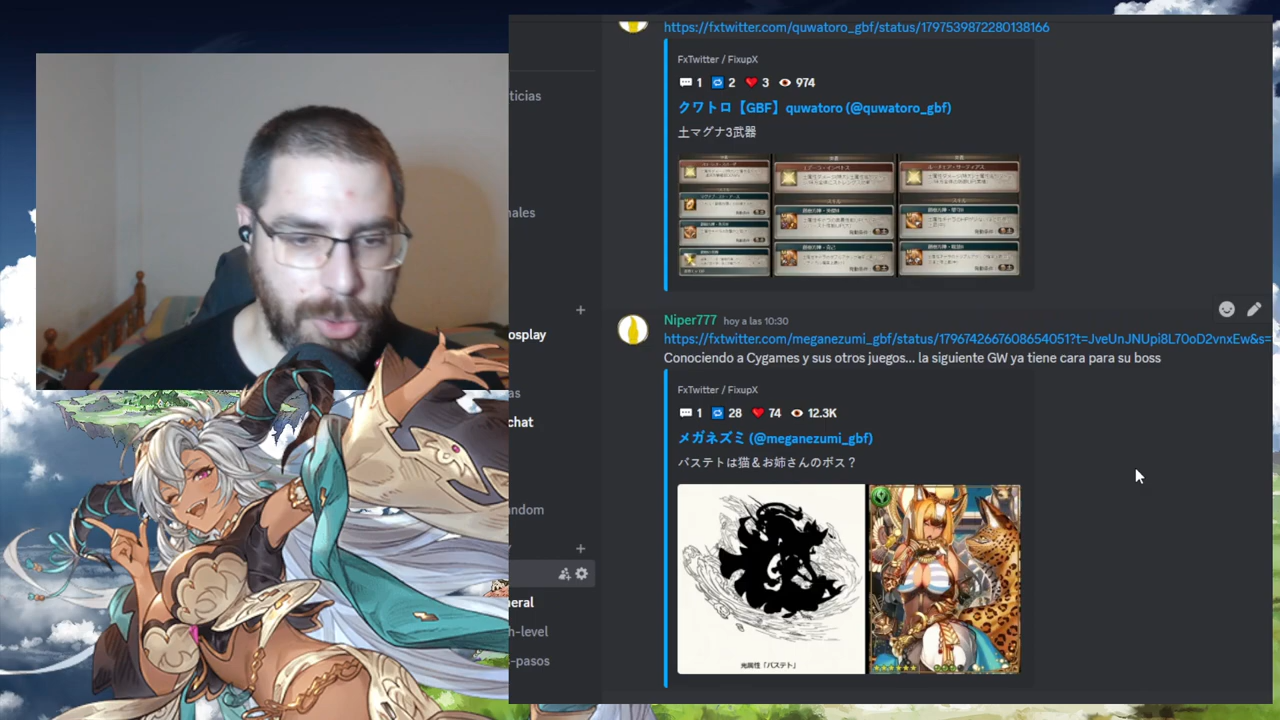 ticias
nales
osplay
as
chat
andom
neral
n-level
s-pasos
https://fxtwitter.com/quwatoro_gbf/status/1797539872280138166
FxTwitter / FixupX
1 2 3 974
クワトロ【GBF】quwatoro (@quwatoro_gbf)
土マグナ3武器
Niper777 hoy a las 10:30
https://fxtwitter.com/meganezumi_gbf/status/1796742667608654051?t=JveUnJNUpi8L70oD2vnxEw&s=
Conociendo a Cygames y sus otros juegos... la siguiente GW ya tiene cara para su boss
FxTwitter / FixupX
1 28 74 12.3K
メガネズミ (@meganezumi_gbf)
バステトは猫＆お姉さんのボス？
光属性「バステト」